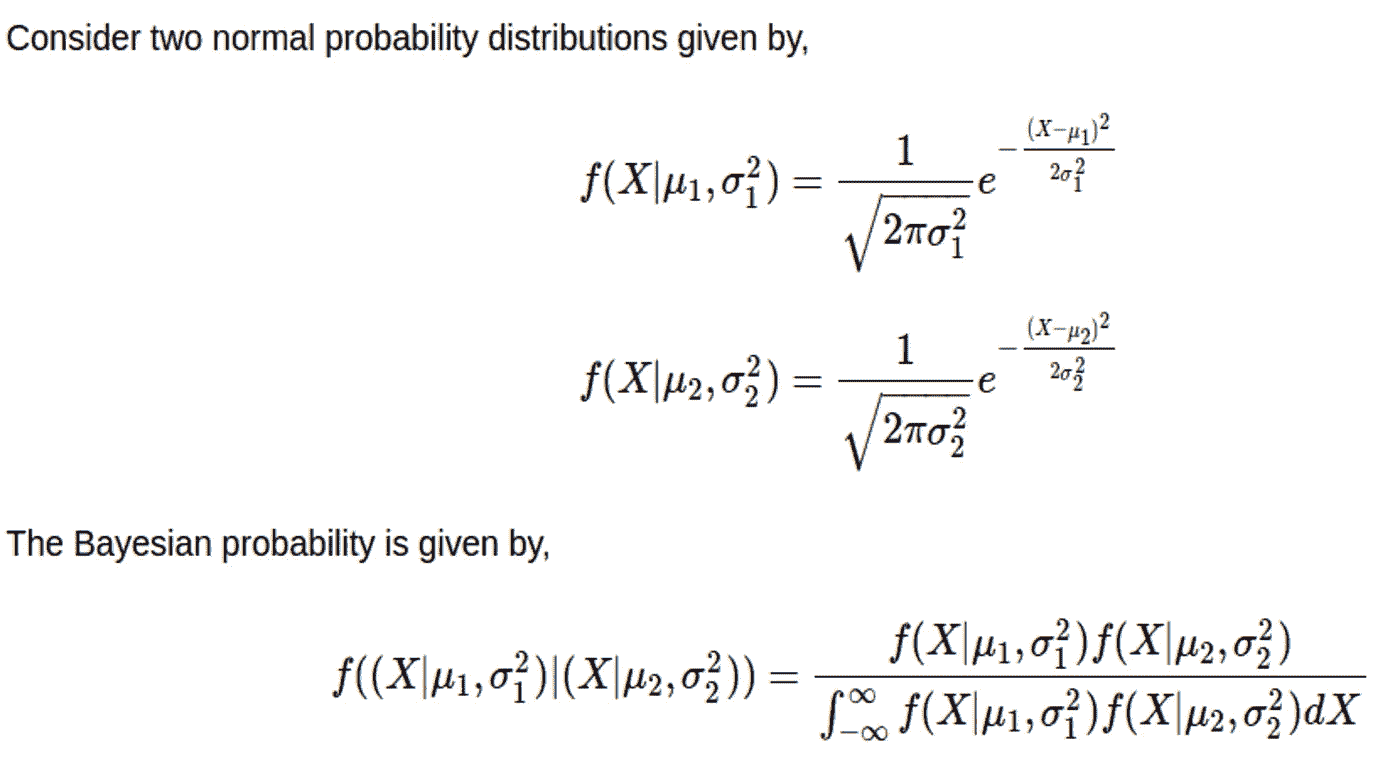 Consider two normal probability distributions given by,
$f(X|\mu_1,\sigma_1^2) = \frac{1}{\sqrt{2\pi\sigma_1^2}} e^{-\frac{(X-\mu_1)^2}{2\sigma_1^2}}$
$f(X|\mu_2,\sigma_2^2) = \frac{1}{\sqrt{2\pi\sigma_2^2}} e^{-\frac{(X-\mu_2)^2}{2\sigma_2^2}}$
The Bayesian probability is given by,
$f((X|\mu_1,\sigma_1^2)|(X|\mu_2,\sigma_2^2)) = \frac{f(X|\mu_1,\sigma_1^2)f(X|\mu_2,\sigma_2^2)}{\int_{-\infty}^{\infty} f(X|\mu_1,\sigma_1^2)f(X|\mu_2,\sigma_2^2)dX}$